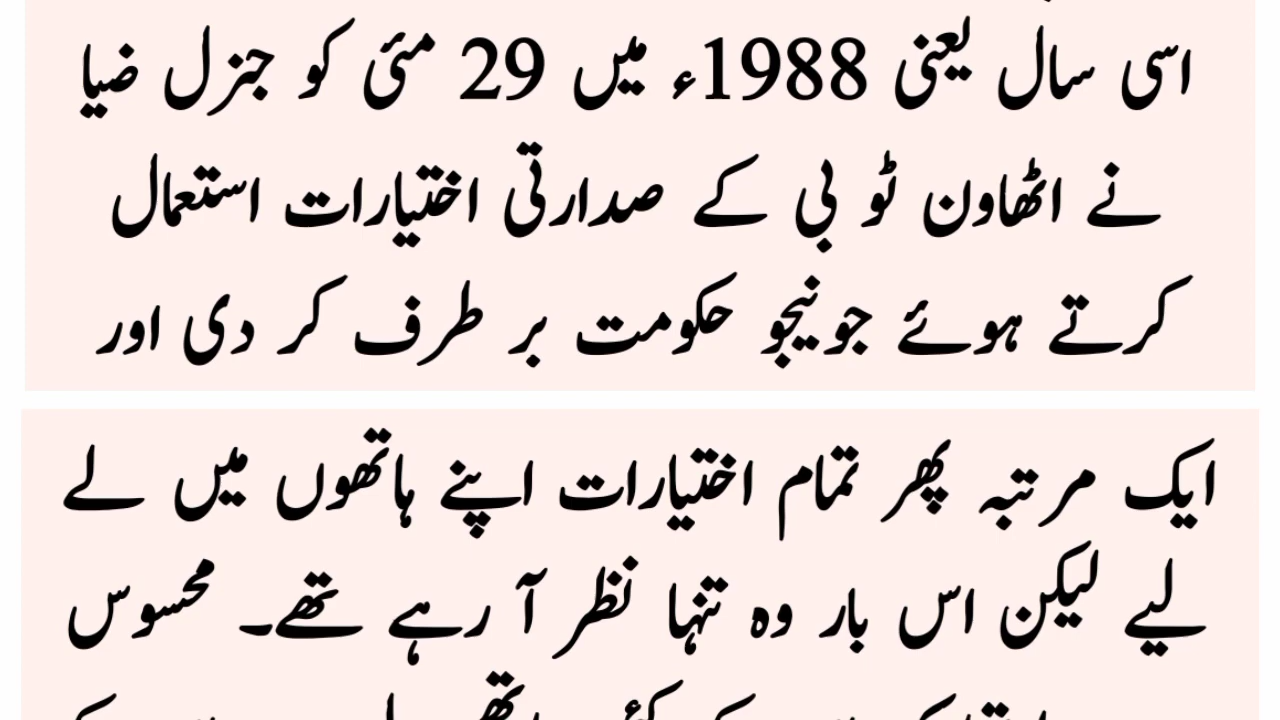 اسی سال یعنی 1988ء میں 29 مئی کو جنرل ضیا
نے اٹھاون ٹو بی کے صدارتی اختیارات استعمال
کرتے ہوئے جونیجو حکومت بر طرف کر دی اور
ایک مرتبہ پھر تمام اختیارات اپنے ہاتھوں میں لے
لیے لیکن اس بار وہ تنہا نظر آ رہے تھے۔ محسوس